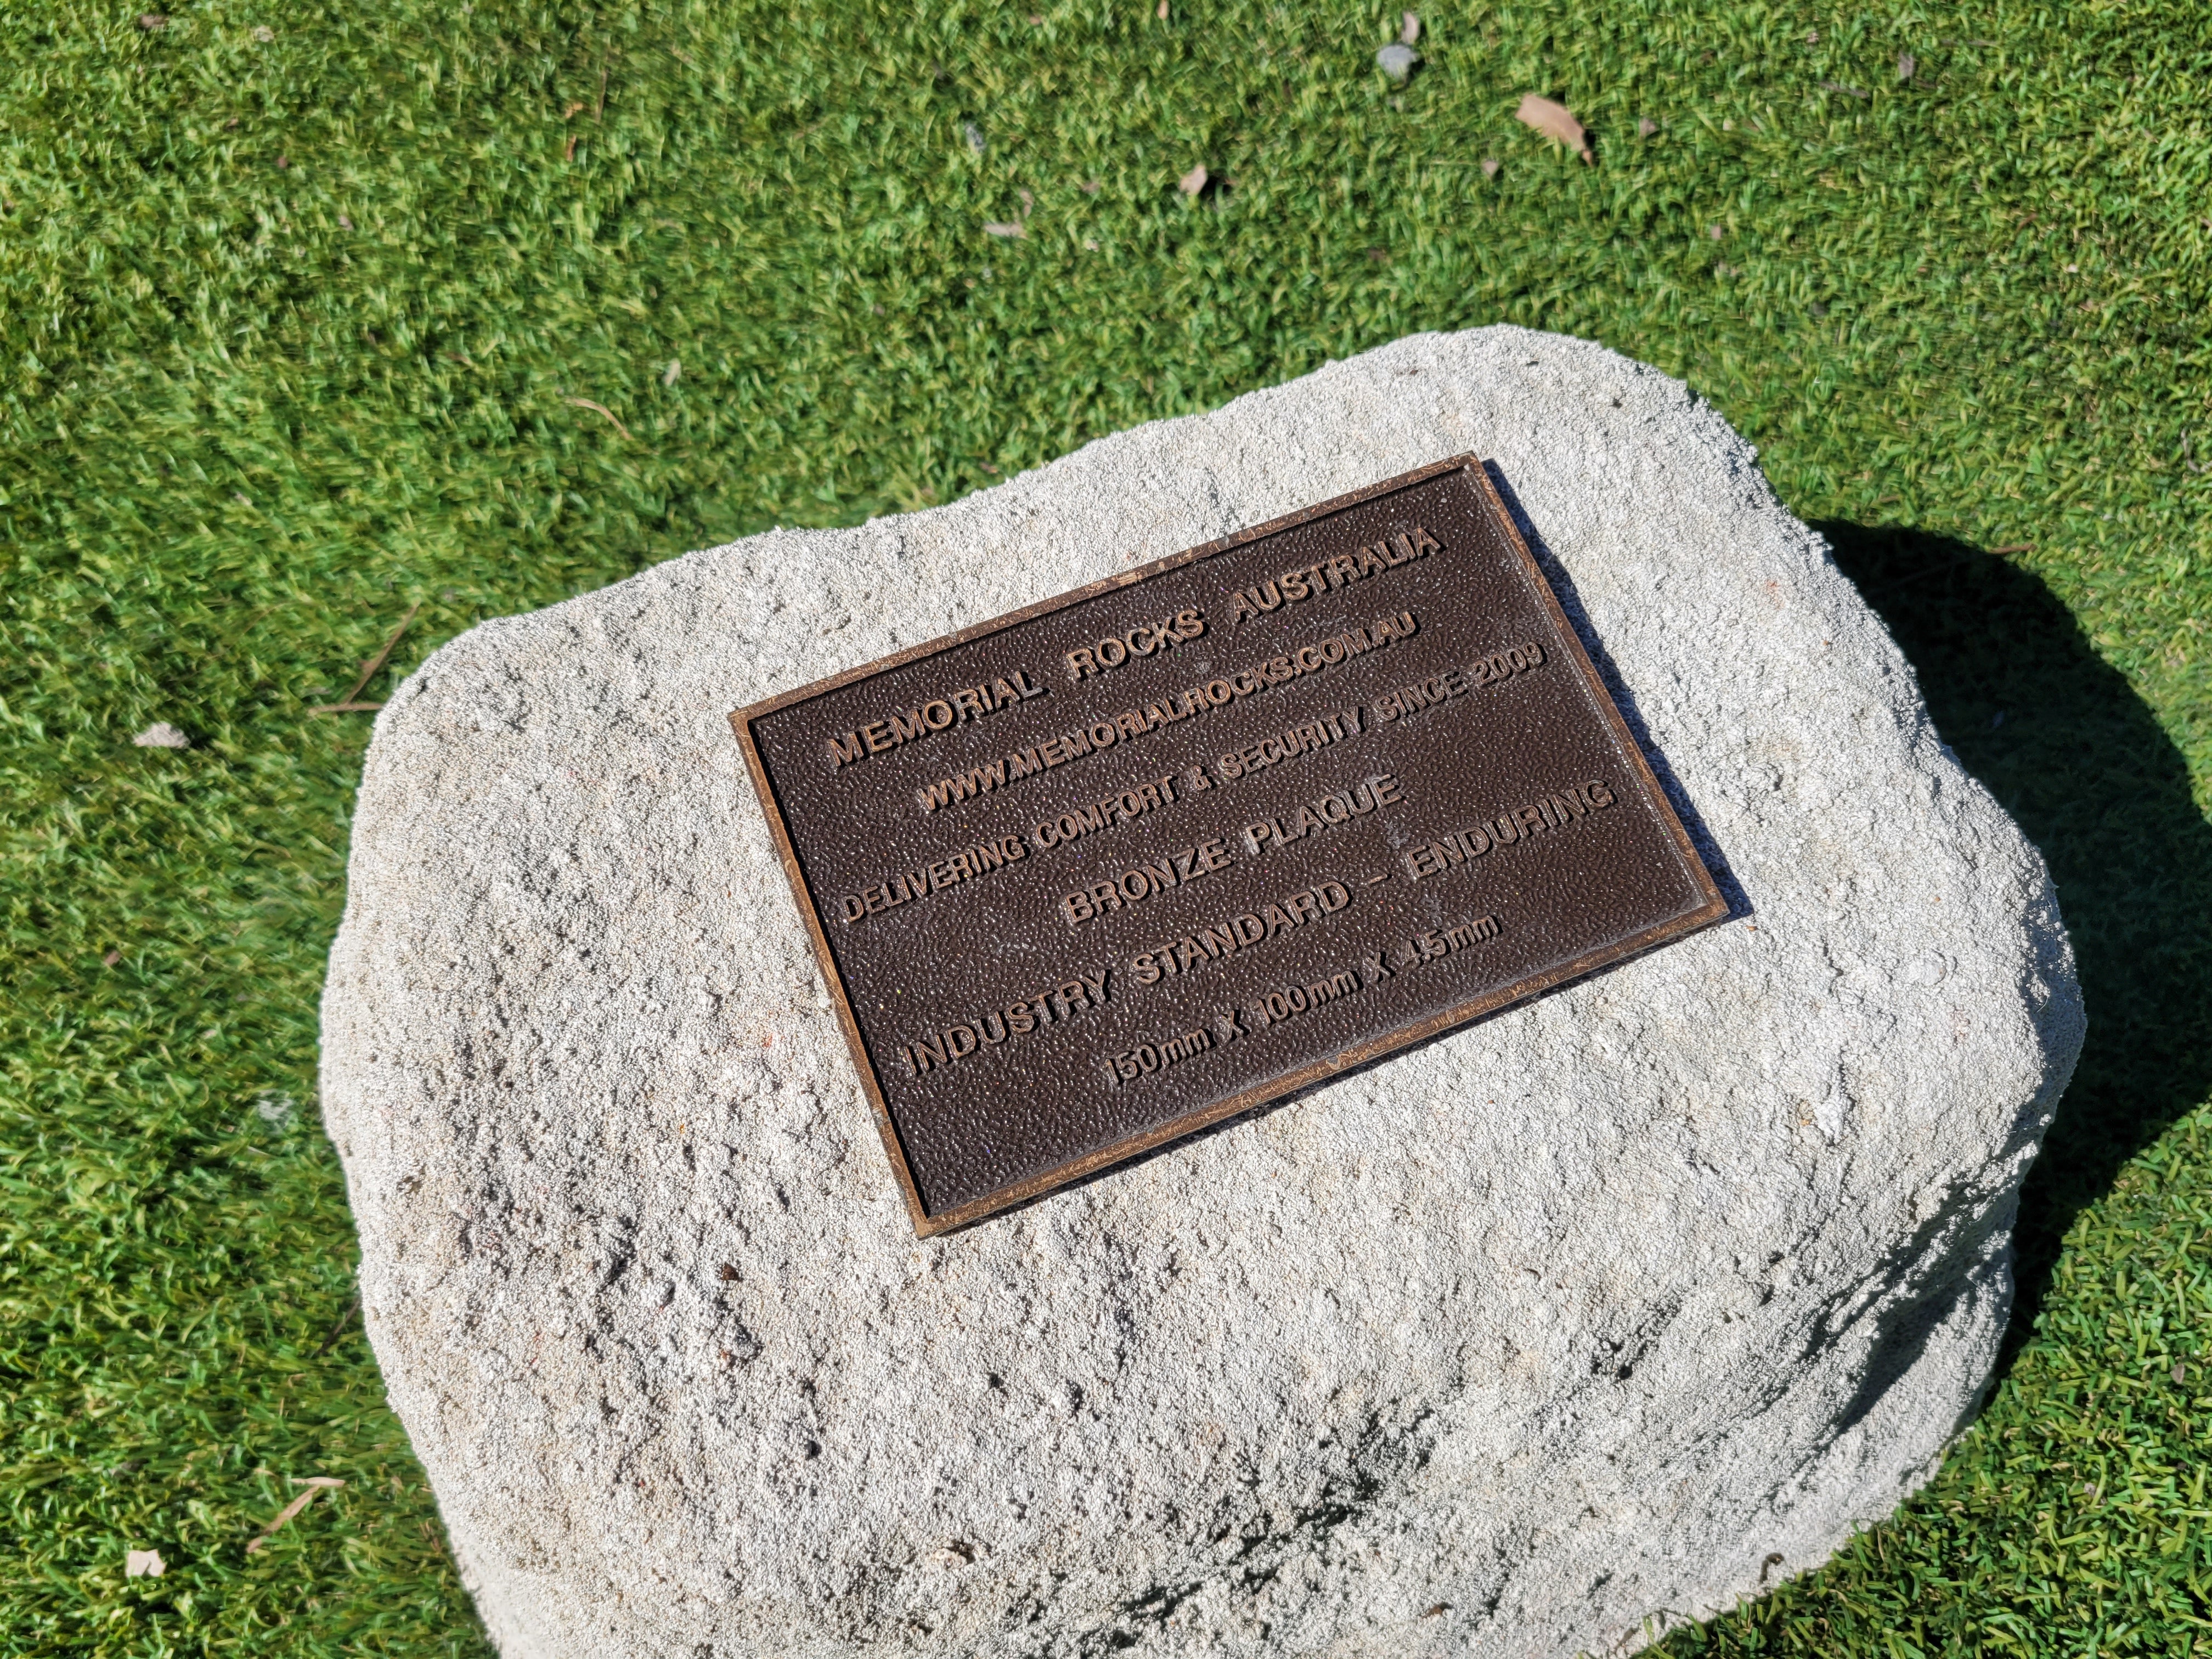 MEMORIAL ROCKS AUSTRALIA
WWW.MEMORIALROCKS.COM.AU
DELIVERING COMFORT & SECURITY SINCE 2009
BRONZE PLAQUE
INDUSTRY STANDARD - ENDURING
150mm X 100mm X 4.5mm